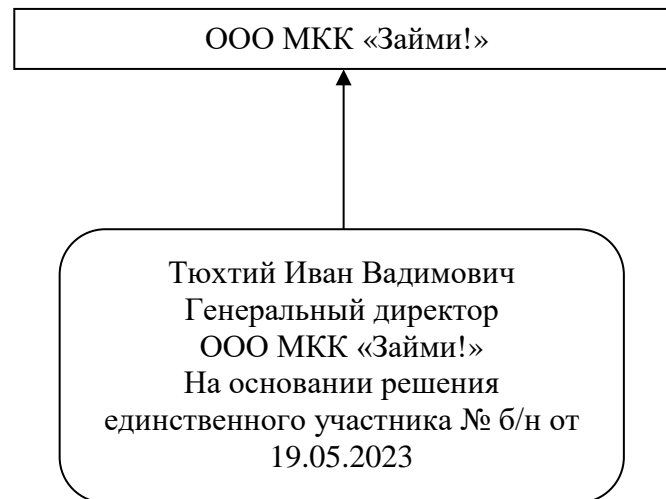 ООО МКК «Займи!»
Тюхтий Иван Вадимович
Генеральный директор
ООО МКК «Займи!»
На основании решения
единственного участника № б/н от
19.05.2023